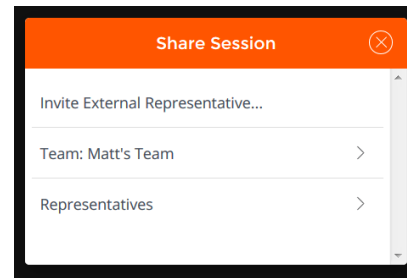 Share Session
Invite External Representative...
Team: Matt's Team
Representatives